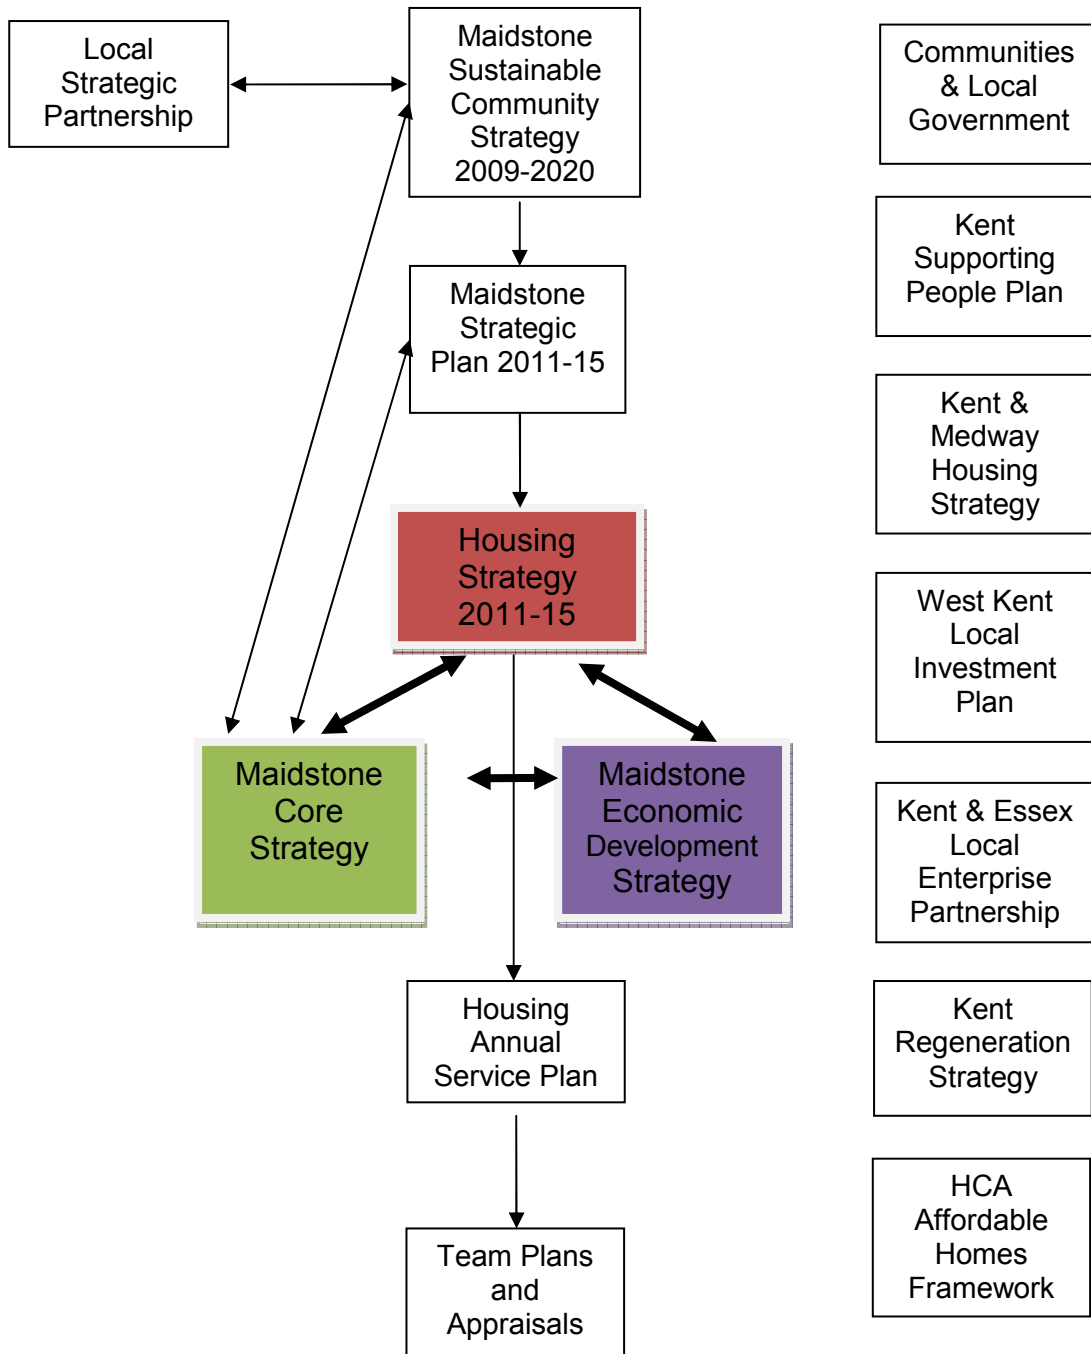 Local
Strategic
Partnership
Maidstone
Sustainable
Community
Strategy
2009-2020
Maidstone
Strategic
Plan 2011-15
Housing
Strategy
2011-15
Maidstone
Core
Strategy
Maidstone
Economic
Development
Strategy
Housing
Annual
Service Plan
Team Plans
and
Appraisals
Communities
& Local
Government
Kent
Supporting
People Plan
Kent &
Medway
Housing
Strategy
West Kent
Local
Investment
Plan
Kent & Essex
Local
Enterprise
Partnership
Kent
Regeneration
Strategy
HCA
Affordable
Homes
Framework